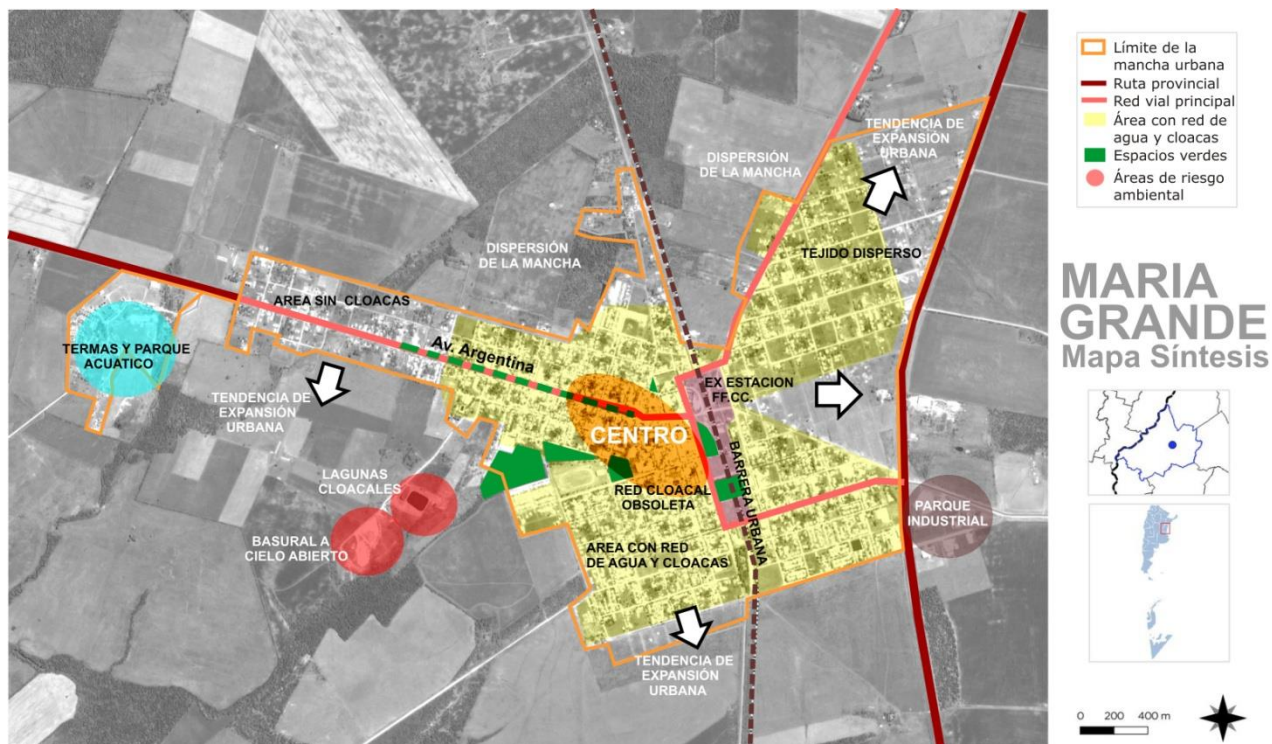 TENDENCIA DE
EXPANSIÓN
URBANA
DISPERSIÓN
DE LA MANCHA
DISPERSIÓN
DE LA MANCHA
TEJIDO DISPERSO
AREA SIN CLOACAS
TERMAS Y PARQUE
ACUATICO
Av. Argentina
TENDENCIA DE
EXPANSIÓN
URBANA
EX ESTACION
FF.CC.
CENTRO
BARRERA URBANA
LAGUNAS
CLOACALES
RED CLOACAL
OBSOLETA
PARQUE
INDUSTRIAL
BASURAL A
CIELO ABIERTO
AREA CON RED
DE AGUA Y CLOACAS
TENDENCIA DE
EXPANSIÓN
URBANA
Límite de la
mancha urbana
Ruta provincial
Red vial principal
Área con red de
agua y cloacas
Espacios verdes
Áreas de riesgo
ambiental
MARIA
GRANDE
Mapa Síntesis
0 200 400 m